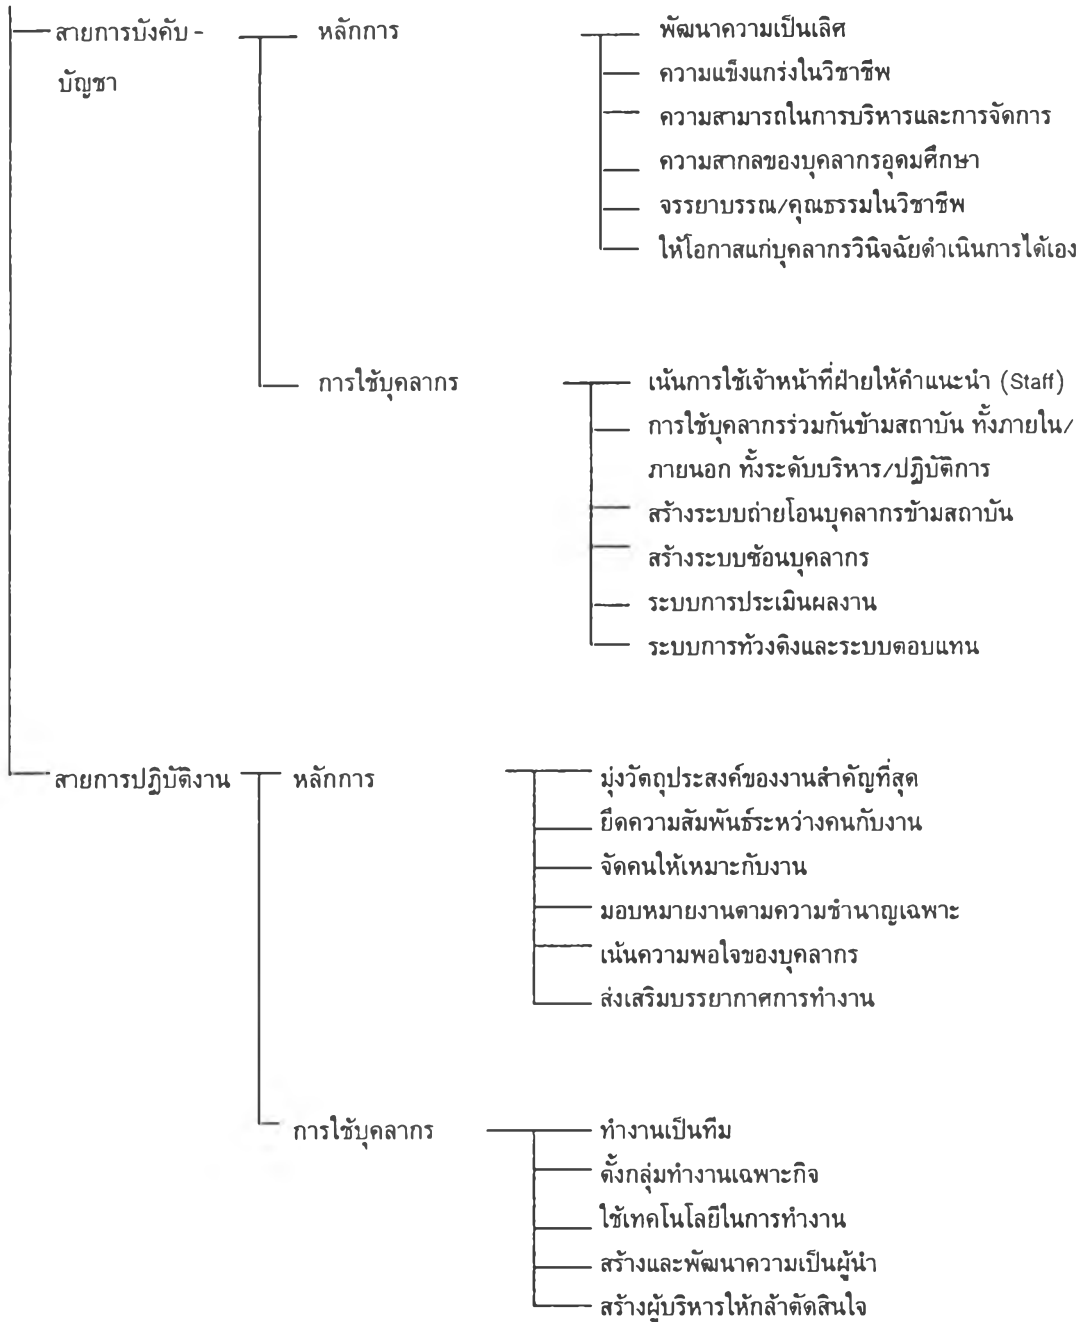 สายการบังคับ - หลักการ พัฒนาความเป็นเลิศ
บัญชา
ความแข็งแกร่งในวิชาชีพ
ความสามารถในการบริหารและการจัดการ
ความสากลของบุคลากรอุดมศึกษา
จรรยาบรรณ/คุณธรรมในวิชาชีพ
ให้โอกาสแก่บุคลากรวินิจฉัยดำเนินการได้เอง
การใช้บุคลากร เน้นการใช้เจ้าหน้าที่ฝ่ายให้คำแนะนำ (Staff)
การใช้บุคลากรร่วมกันข้ามสถาบัน ทั้งภายใน/
ภายนอก ทั้งระดับบริหาร/ปฏิบัติการ
สร้างระบบถ่ายโอนบุคลากรข้ามสถาบัน
สร้างระบบซ้อนบุคลากร
ระบบการประเมินผลงาน
ระบบการท้วงติงและระบบตอบแทน
สายการปฏิบัติงาน หลักการ มุ่งวัตถุประสงค์ของงานสำคัญที่สุด
ยึดความสัมพันธ์ระหว่างคนกับงาน
จัดคนให้เหมาะกับงาน
มอบหมายงานตามความชำนาญเฉพาะ
เน้นความพอใจของบุคลากร
ส่งเสริมบรรยากาศการทำงาน
การใช้บุคลากร ทำงานเป็นทีม
ตั้งกลุ่มทำงานเฉพาะกิจ
ใช้เทคโนโลยีในการทำงาน
สร้างและพัฒนาความเป็นผู้นำ
สร้างผู้บริหารให้กล้าตัดสินใจ